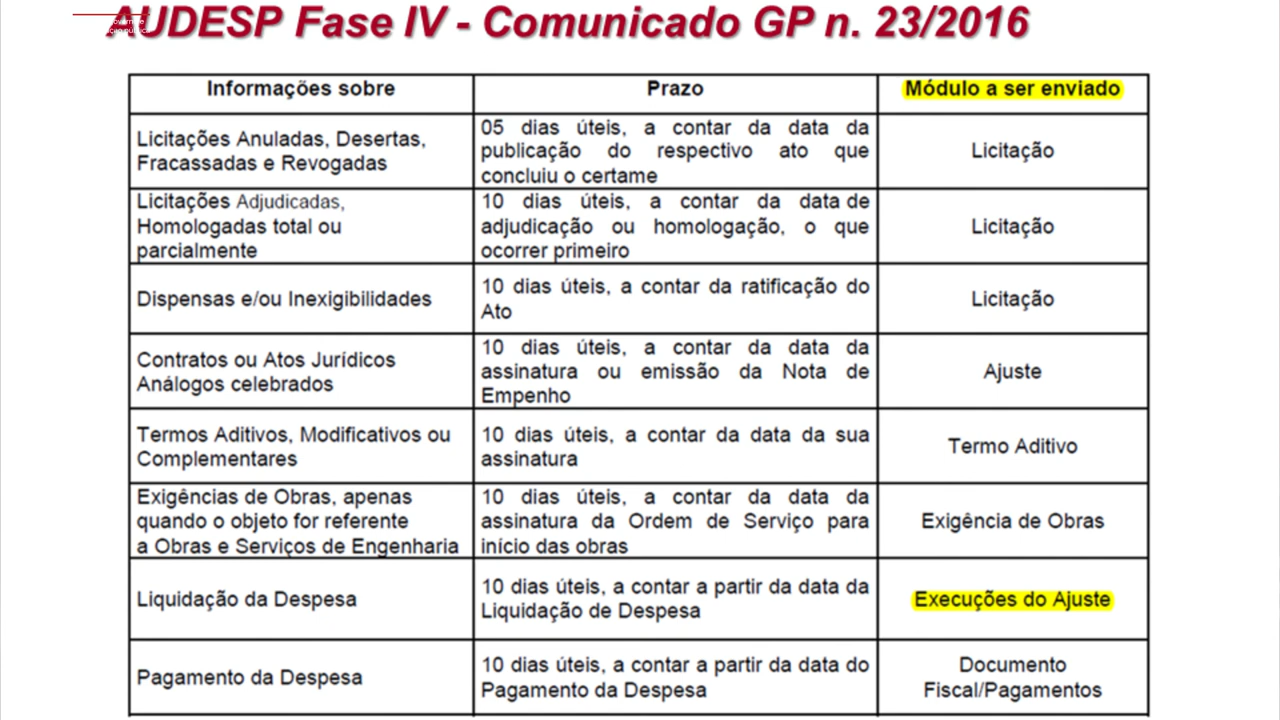 AUDESP Fase IV - Comunicado GP n. 23/2016
Informações sobre
Prazo
Módulo a ser enviado
Licitações Anuladas, Desertas,
Fracassadas e Revogadas
05 dias úteis, a contar da data da
publicação do respectivo ato que
concluiu o certame
Licitação
Licitações Adjudicadas,
Homologadas total ou
parcialmente
10 dias úteis, a contar da data de
adjudicação ou homologação, o que
ocorrer primeiro
Licitação
Dispensas e/ou Inexigibilidades
10 dias úteis, a contar da ratificação do
Ato
Licitação
Contratos ou Atos Jurídicos
Análogos celebrados
10 dias úteis, a contar da data da
assinatura ou emissão da Nota de
Empenho
Ajuste
Termos Aditivos, Modificativos ou
Complementares
10 dias úteis, a contar da data da sua
assinatura
Termo Aditivo
Exigências de Obras, apenas
quando o objeto for referente
a Obras e Serviços de Engenharia
10 dias úteis, a contar da data da
assinatura da Ordem de Serviço para
início das obras
Exigência de Obras
Liquidação da Despesa
10 dias úteis, a contar a partir da data da
Liquidação de Despesa
Execuções do Ajuste
Pagamento da Despesa
10 dias úteis, a contar a partir da data do
Pagamento da Despesa
Documento
Fiscal/Pagamentos